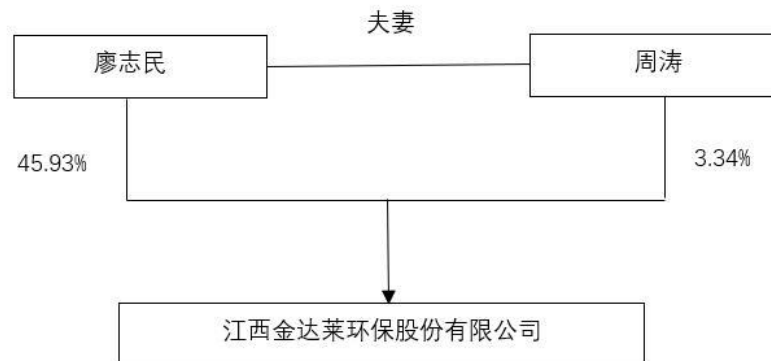 夫妻
廖志民
周涛
45.93%
3.34%
江西金达莱环保股份有限公司